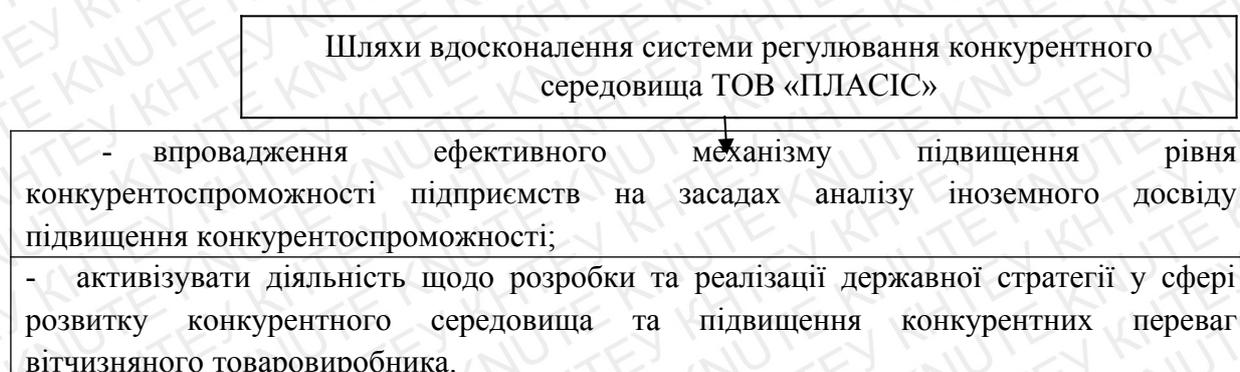 Шляхи вдосконалення системи регулювання конкурентного
середовища ТОВ «ПЛАСІС»
- впровадження ефективного механізму підвищення рівня
конкурентоспроможності підприємств на засадах аналізу іноземного досвіду
підвищення конкурентоспроможності;
- активізувати діяльність щодо розробки та реалізації державної стратегії у сфері
розвитку конкурентного середовища та підвищення конкурентних переваг
вітчизняного товаровиробника.